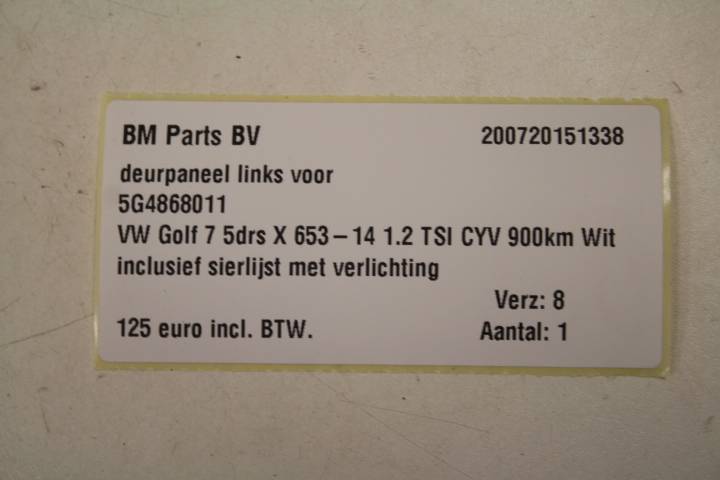 BM Parts BV 200720151338
deurpaneel links voor
5G4868011
VW Golf 7 5drs X 653-14 1.2 TSI CYV 900km Wit
inclusief sierlijst met verlichting
Verz: 8
125 euro incl. BTW. Aantal: 1